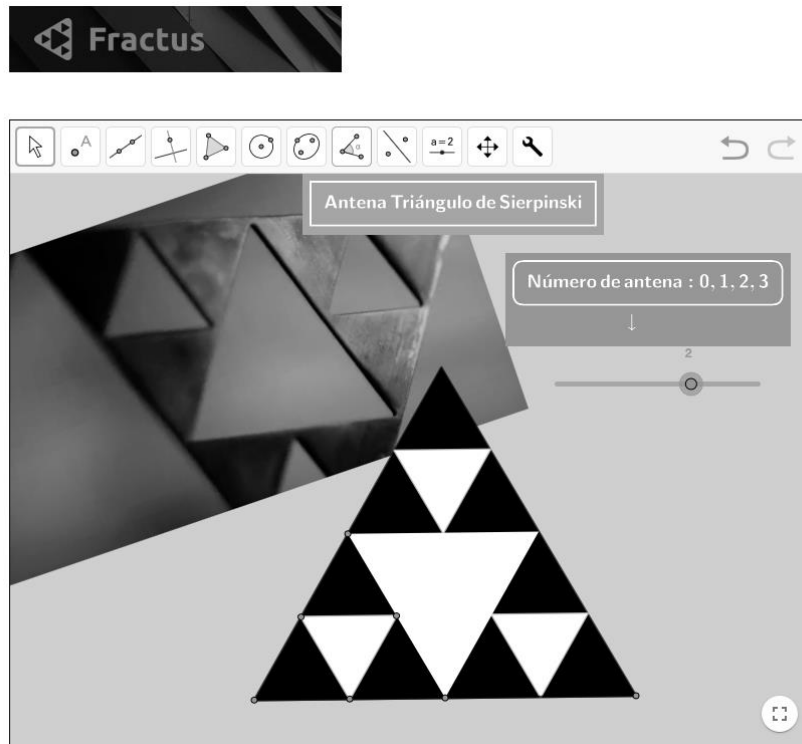 Fractus
A
α
a=2
Antena Triángulo de Sierpinski
Número de antena : 0, 1, 2, 3
↓
2